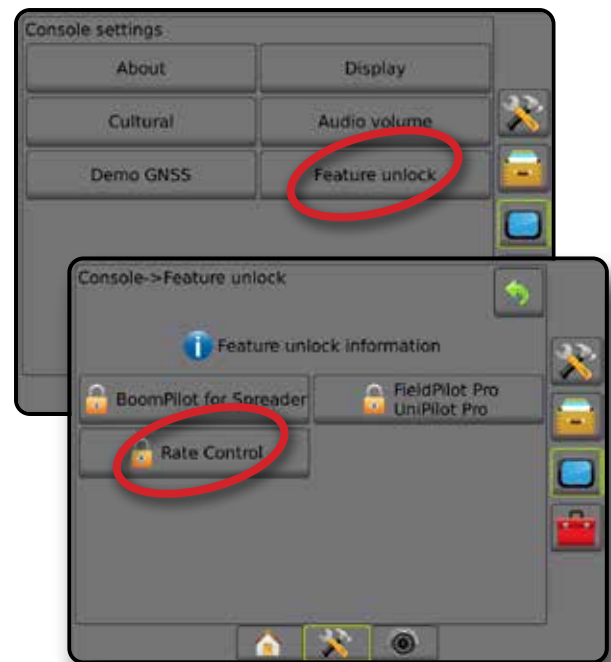 Console settings
About
Display
Cultural
Audio volume
Demo GNSS
Feature unlock
Console->Feature unlock
Feature unlock information
BoomPilot for Spreader
FieldPilot Pro
UniPilot Pro
Rate Control